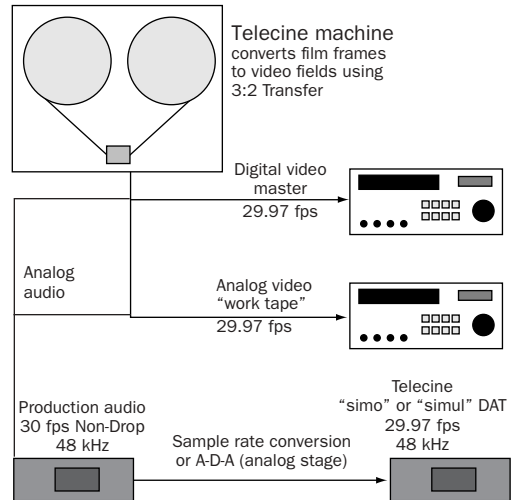 Telecine machine
converts film frames
to video fields using
3:2 Transfer
Digital video
master
29.97 fps
Analog
audio
Analog video
“work tape”
29.97 fps
Production audio
30 fps Non-Drop
48 kHz
Sample rate conversion
or A-D-A (analog stage)
Telecine
“simo” or “simul” DAT
29.97 fps
48 kHz